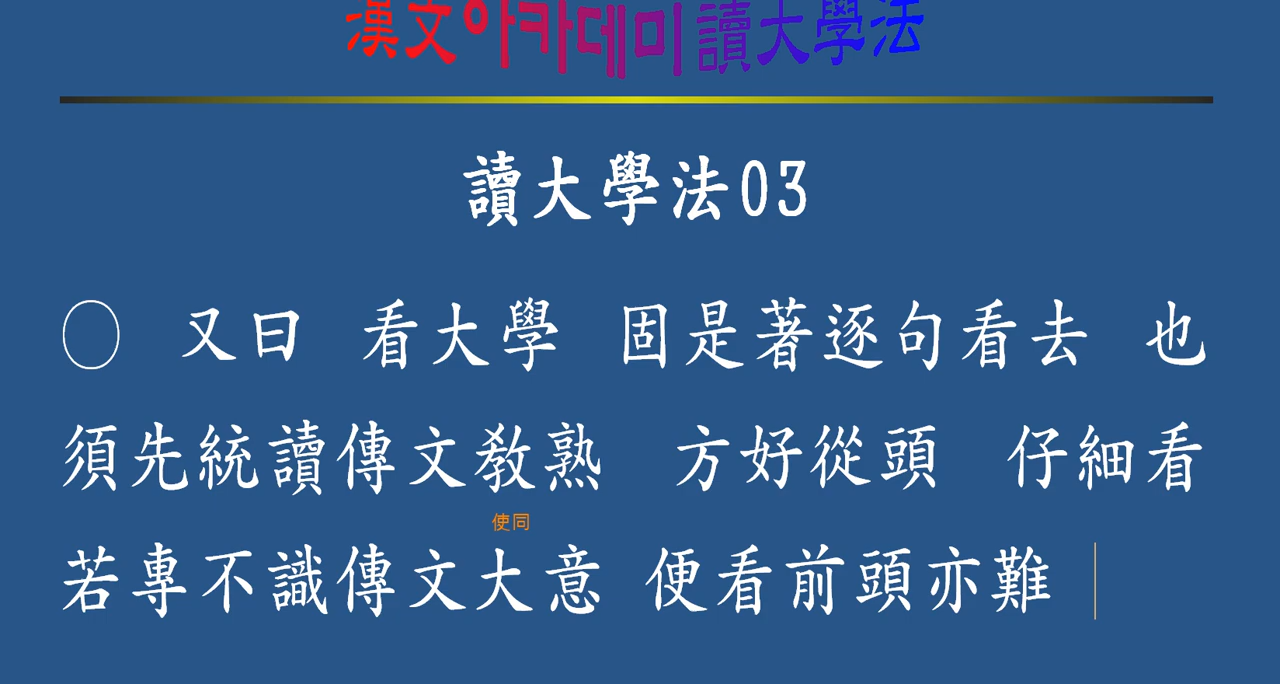 漢文아카데미讀大學法
讀大學法03
○ 又曰 看大學 固是著逐句看去 也
須先統讀傳文敎熟 方好從頭 仔細看
使同
若專不識傳文大意 便看前頭亦難